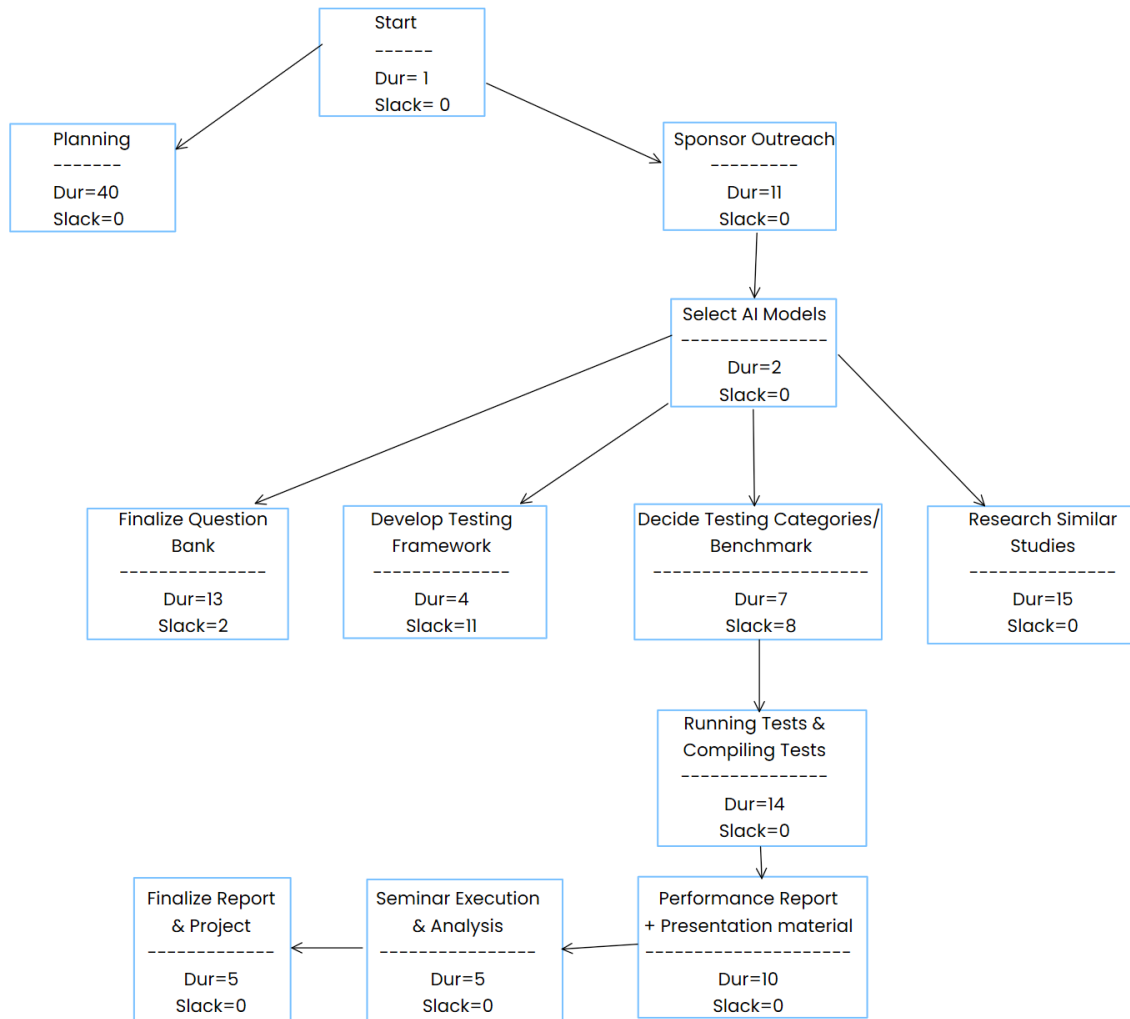 Start
------
Dur= 1
Slack= 0
Planning
-------
Dur=40
Slack=0
Sponsor Outreach
---------
Dur=11
Slack=0
Select AI Models
---------------
Dur=2
Slack=0
Finalize Question
Bank
---------------
Dur=13
Slack=2
Develop Testing
Framework
--------------
Dur=4
Slack=11
Decide Testing Categories/
Benchmark
----------------------
Dur=7
Slack=8
Research Similar
Studies
---------------
Dur=15
Slack=0
Running Tests &
Compiling Tests
---------------
Dur=14
Slack=0
Finalize Report
& Project
-------------
Dur=5
Slack=0
Seminar Execution
& Analysis
----------------
Dur=5
Slack=0
Performance Report
+ Presentation material
---------------------
Dur=10
Slack=0